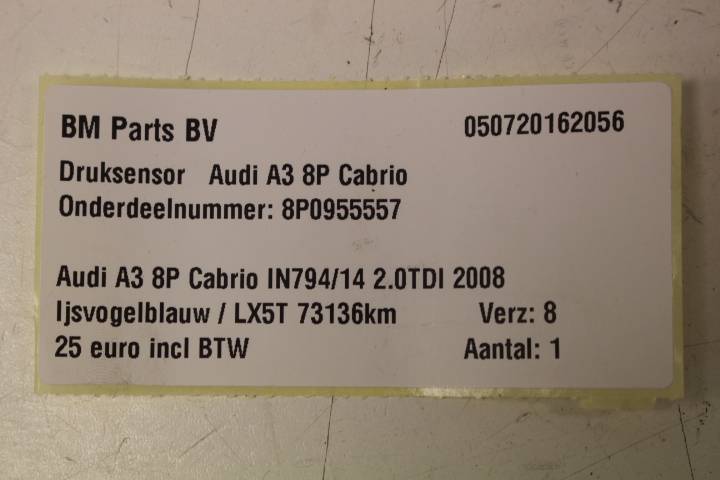 BM Parts BV 050720162056
Druksensor Audi A3 8P Cabrio
Onderdeelnummer: 8P0955557
Audi A3 8P Cabrio IN794/14 2.0TDI 2008
Ijsvogelblauw / LX5T 73136km Verz: 8
25 euro incl BTW Aantal: 1